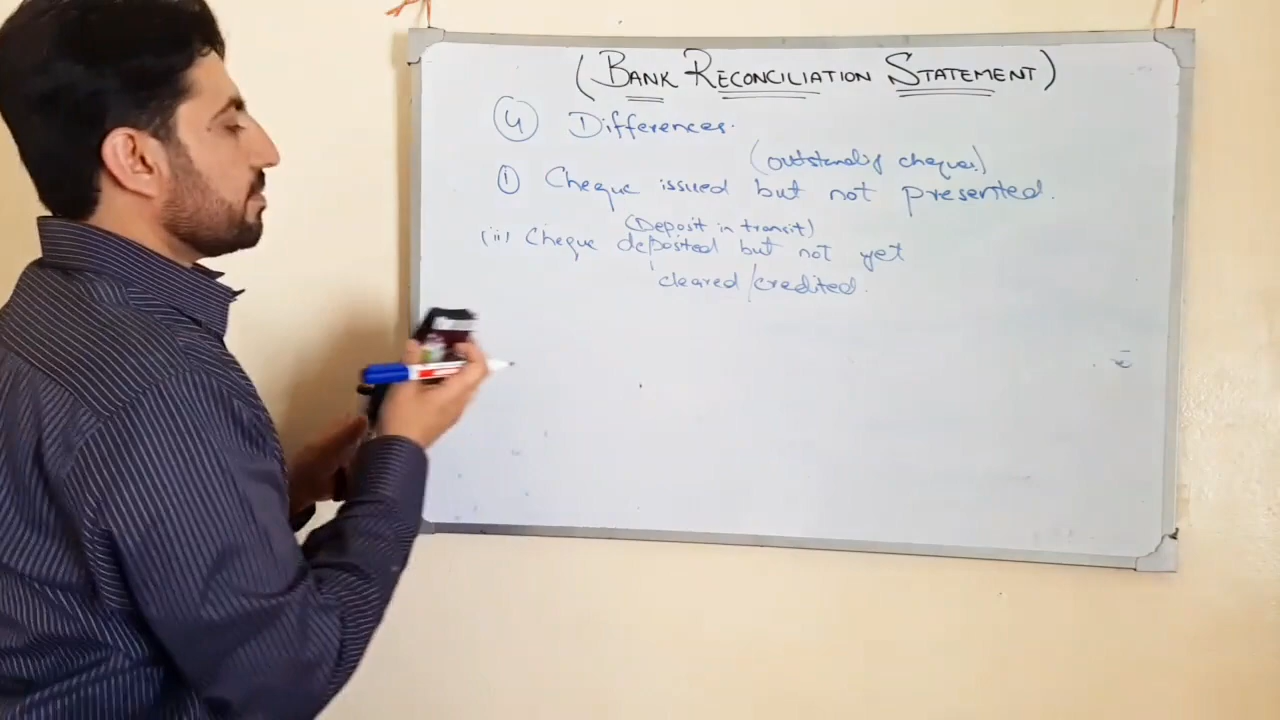 (BANK RECONCILIATION STATEMENT)
4 Differences.
(outstanding cheques)
① Cheque issued but not presented.
(Deposit in transit)
(ii) Cheque deposited but not yet
cleared/credited.